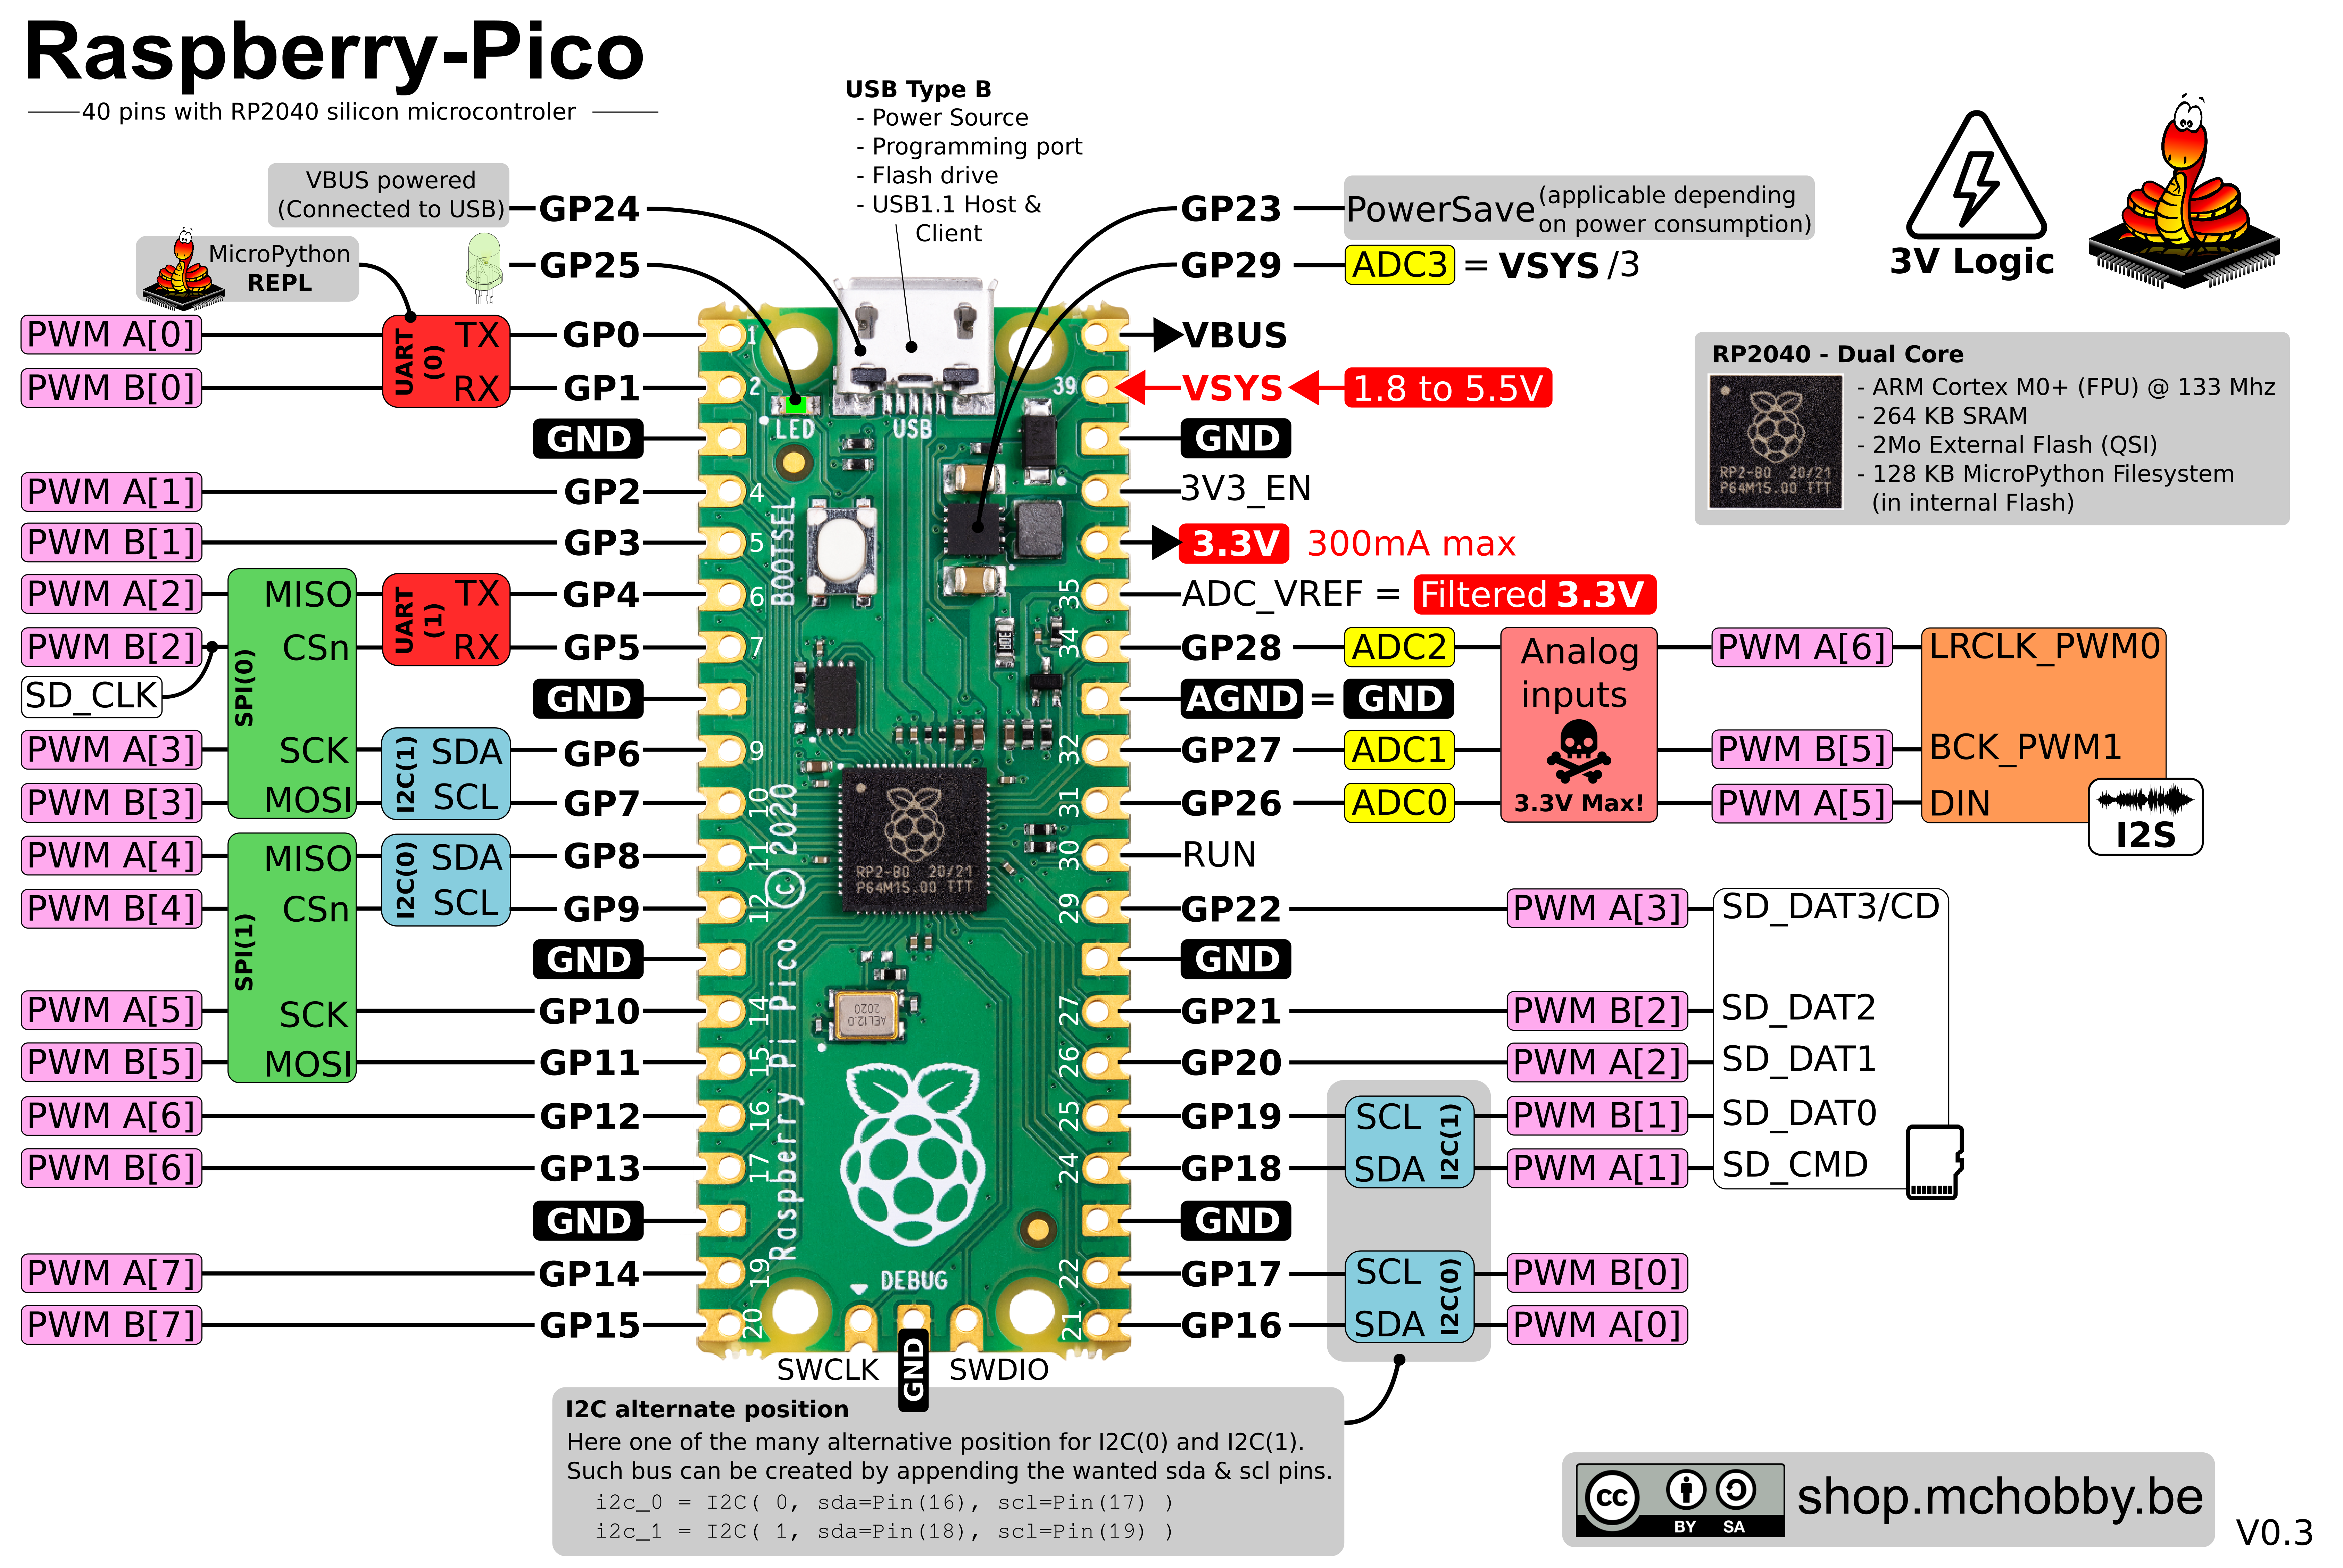 Raspberry-Pico
40 pins with RP2040 silicon microcontroler
USB Type B
- Power Source
- Programming port
- Flash drive
- USB1.1 Host &
Client
VBUS powered
(Connected to USB)
GP24
GP25
MicroPython
REPL
GP23
PowerSave
(applicable depending
on power consumption)
GP29
ADC3 = VSYS /3
3V Logic
RP2040 - Dual Core
- ARM Cortex M0+ (FPU) @ 133 Mhz
- 264 KB SRAM
- 2Mo External Flash (QSI)
- 128 KB MicroPython Filesystem
(in internal Flash)
RP2-B0 20/21
P64M15.00 TTT
PWM A[0] TX GP0 1
UART (0)
PWM B[0] RX GP1 2
GND
PWM A[1] GP2 4
PWM B[1] GP3 5
PWM A[2] MISO TX GP4 6
UART (1)
PWM B[2] CSn RX GP5 7
SD_CLK
SPI(0)
GND
PWM A[3] SCK SDA GP6 9
I2C(1)
PWM B[3] MOSI SCL GP7 10
PWM A[4] MISO SDA GP8 11
I2C(0)
PWM B[4] CSn SCL GP9 12
SPI(1)
GND
PWM A[5] SCK GP10 14
PWM B[5] MOSI GP11 15
PWM A[6] GP12 16
PWM B[6] GP13 17
GND
PWM A[7] GP14 19
PWM B[7] GP15 20
LED
USB
BOOTSEL
HOE
RP2-B0 20/21
P64M15.00 TTT
Raspberry Pi Pico © 2020
AEL12.0
2020
DEBUG
VBUS
39 VSYS 1.8 to 5.5V
GND
3V3_EN
3.3V 300mA max
35 ADC_VREF = Filtered 3.3V
34 GP28 ADC2 PWM A[6] LRCLK_PWM0
Analog
inputs
3.3V Max!
AGND = GND
32 GP27 ADC1 PWM B[5] BCK_PWM1
31 GP26 ADC0 PWM A[5] DIN
I2S
30 RUN
29 GP22 PWM A[3] SD_DAT3/CD
GND
27 GP21 PWM B[2] SD_DAT2
26 GP20 PWM A[2] SD_DAT1
25 GP19 SCL PWM B[1] SD_DAT0
I2C(1)
24 GP18 SDA PWM A[1] SD_CMD
GND
22 GP17 SCL PWM B[0]
I2C(0)
21 GP16 SDA PWM A[0]
SWCLK GND SWDIO
I2C alternate position
Here one of the many alternative position for I2C(0) and I2C(1).
Such bus can be created by appending the wanted sda & scl pins.
i2c_0 = I2C( 0, sda=Pin(16), scl=Pin(17) )
i2c_1 = I2C( 1, sda=Pin(18), scl=Pin(19) )
cc BY SA
shop.mchobby.be
V0.3